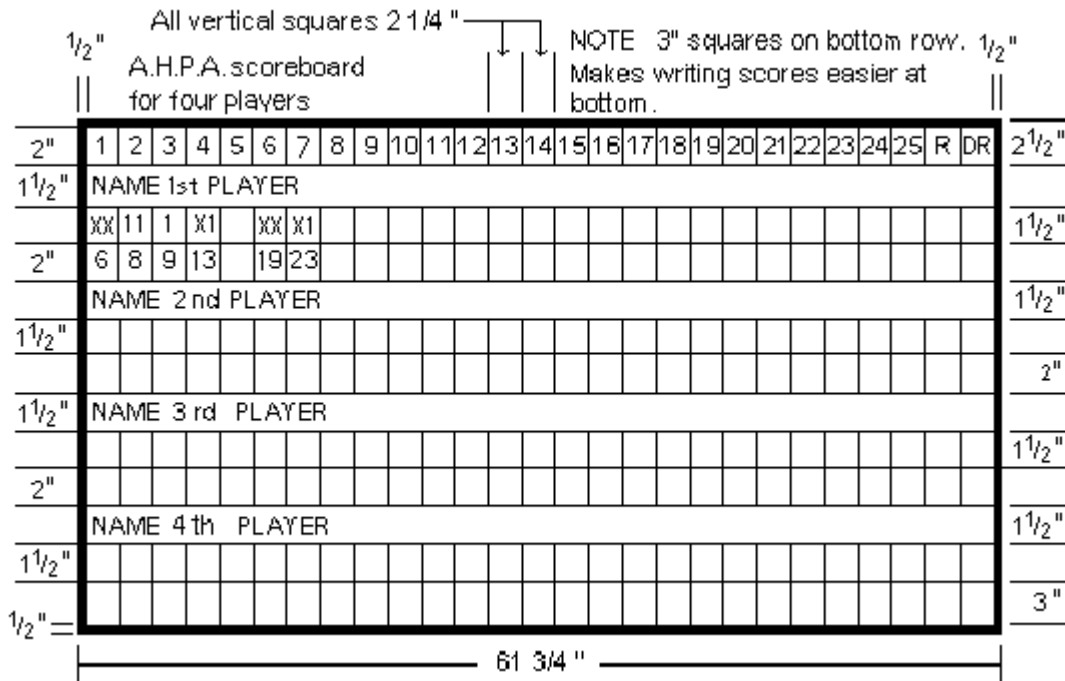 All vertical squares 2 1/4 "
1/2"
NOTE 3" squares on bottom row.
1/2"
A.H.P.A. scoreboard
Makes writing scores easier at
for four players
bottom.
2" 1 2 3 4 5 6 7 8 9 10 11 12 13 14 15 16 17 18 19 20 21 22 23 24 25 R DR 2 1/2"
1 1/2" NAME 1st PLAYER
XX 11 1 X1 XX X1 1 1/2"
2" 6 8 9 13 19 23
NAME 2nd PLAYER 1 1/2"
1 1/2"
2"
1 1/2" NAME 3rd PLAYER
1 1/2"
2"
NAME 4th PLAYER 1 1/2"
1 1/2"
3"
1/2"
61 3/4 "